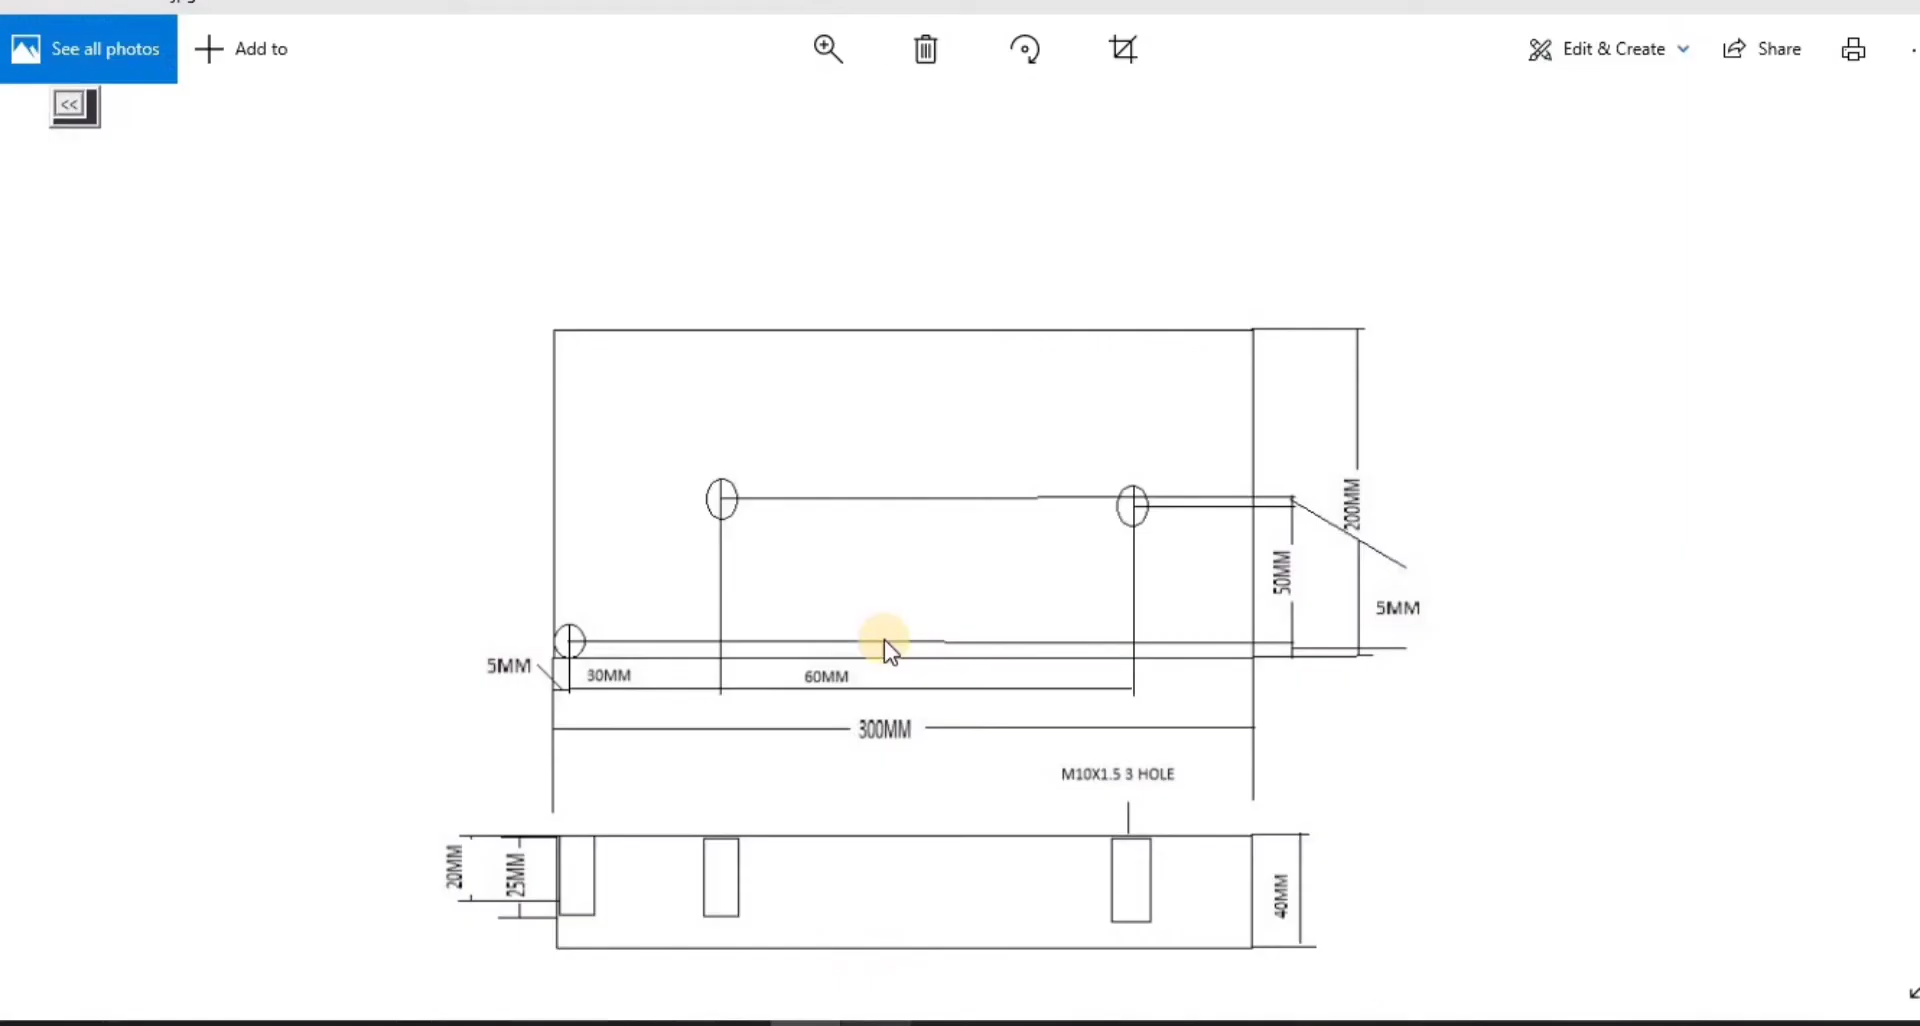 See all photos
Add to
Edit & Create
Share
<<
200MM
50MM
5MM
5MM
30MM
60MM
300MM
M10X1.5 3 HOLE
20MM
25MM
40MM